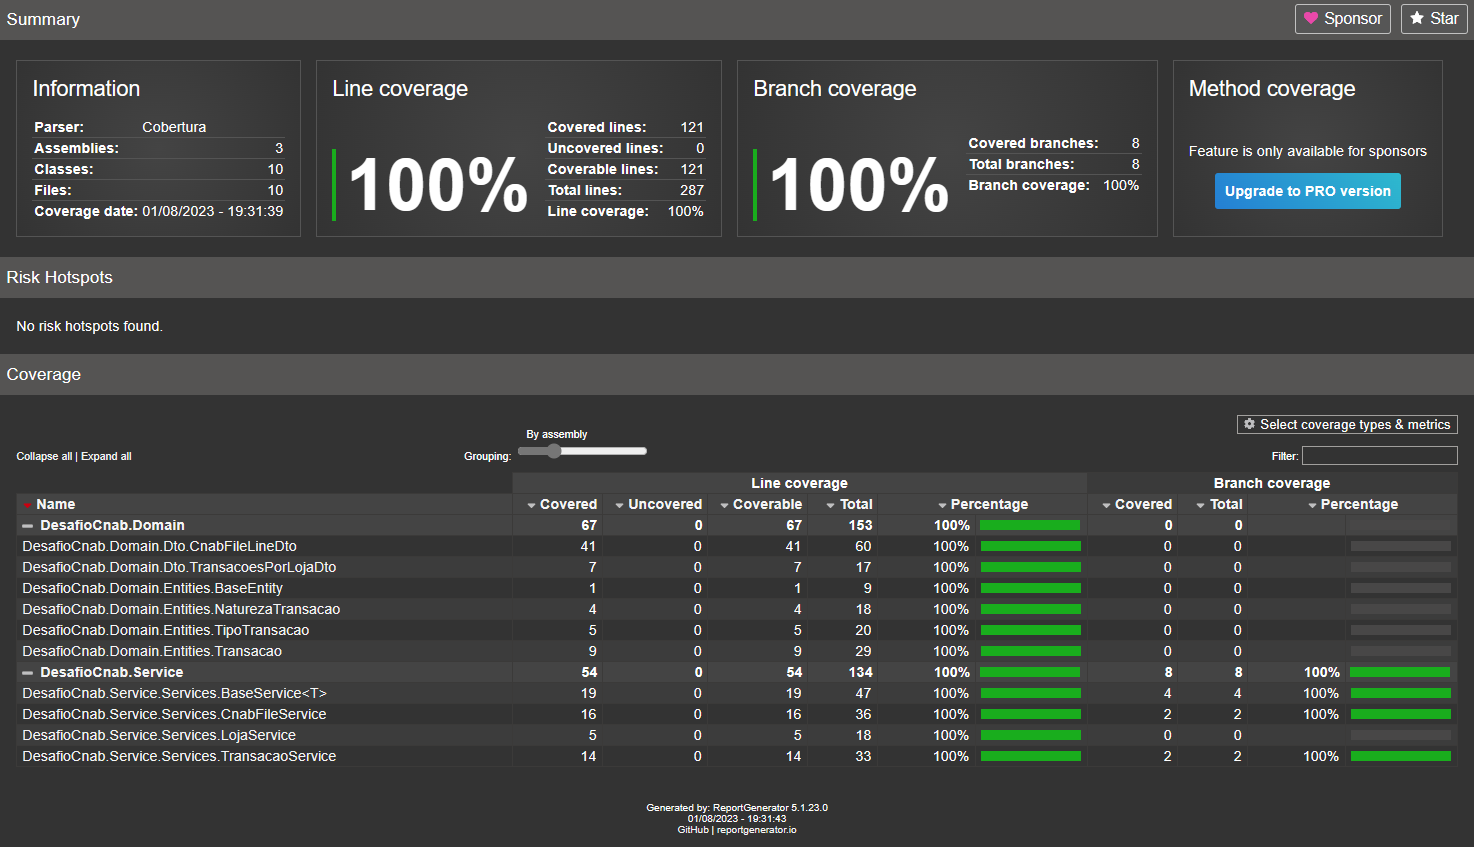 Summary
Sponsor
Star
Information
Parser: Cobertura
Assemblies: 3
Classes: 10
Files: 10
Coverage date: 01/08/2023 - 19:31:39
Line coverage
100%
Covered lines: 121
Uncovered lines: 0
Coverable lines: 121
Total lines: 287
Line coverage: 100%
Branch coverage
100%
Covered branches: 8
Total branches: 8
Branch coverage: 100%
Method coverage
Feature is only available for sponsors
Upgrade to PRO version
Risk Hotspots
No risk hotspots found.
Coverage
Select coverage types & metrics
Collapse all | Expand all
By assembly
Grouping:
Filter:
Line coverage Branch coverage
Name Covered Uncovered Coverable Total Percentage Covered Total Percentage
DesafioCnab.Domain 67 0 67 153 100% 0 0
DesafioCnab.Domain.Dto.CnabFileLineDto 41 0 41 60 100% 0 0
DesafioCnab.Domain.Dto.TransacoesPorLojaDto 7 0 7 17 100% 0 0
DesafioCnab.Domain.Entities.BaseEntity 1 0 1 9 100% 0 0
DesafioCnab.Domain.Entities.NaturezaTransacao 4 0 4 18 100% 0 0
DesafioCnab.Domain.Entities.TipoTransacao 5 0 5 20 100% 0 0
DesafioCnab.Domain.Entities.Transacao 9 0 9 29 100% 0 0
DesafioCnab.Service 54 0 54 134 100% 8 8 100%
DesafioCnab.Service.Services.BaseService<T> 19 0 19 47 100% 4 4 100%
DesafioCnab.Service.Services.CnabFileService 16 0 16 36 100% 2 2 100%
DesafioCnab.Service.Services.LojaService 5 0 5 18 100% 0 0
DesafioCnab.Service.Services.TransacaoService 14 0 14 33 100% 2 2 100%
Generated by: ReportGenerator 5.1.23.0
01/08/2023 - 19:31:43
GitHub | reportgenerator.io